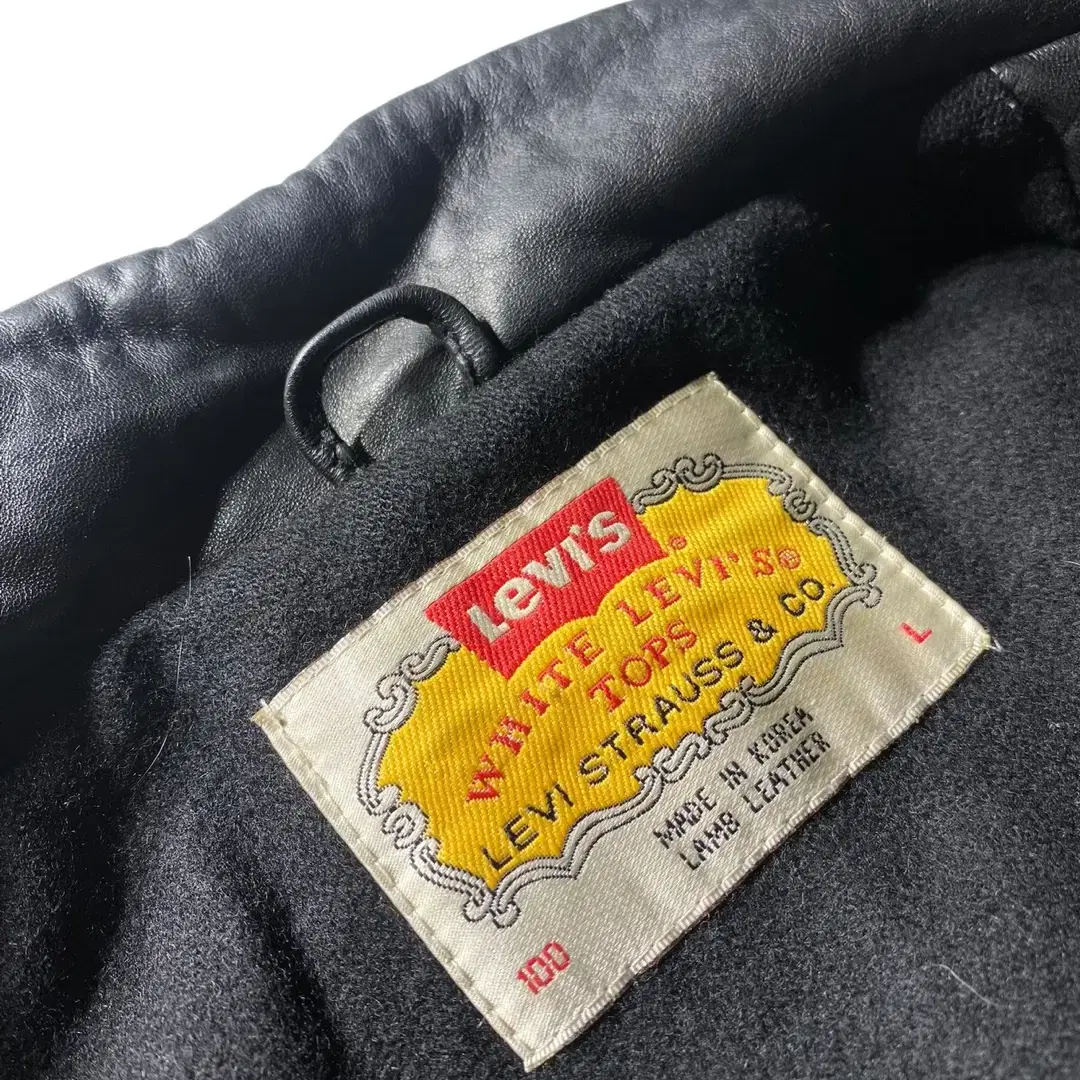 Levi's®
WHITE LEVI'S®
TOPS
LEVI STRAUSS & CO.
L
MADE IN KOREA
LAMB LEATHER
100